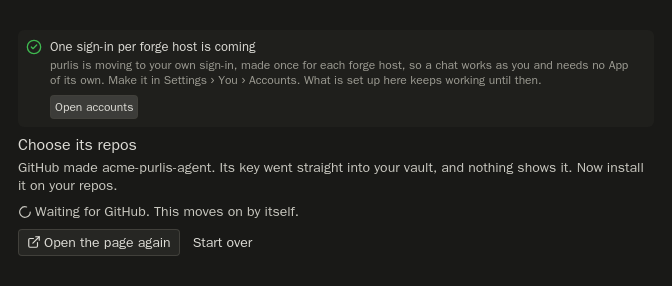 One sign-in per forge host is coming
purlis is moving to your own sign-in, made once for each forge host, so a chat works as you and needs no App
of its own. Make it in Settings › You › Accounts. What is set up here keeps working until then.
Open accounts
Choose its repos
GitHub made acme-purlis-agent. Its key went straight into your vault, and nothing shows it. Now install
it on your repos.
Waiting for GitHub. This moves on by itself.
Open the page again Start over